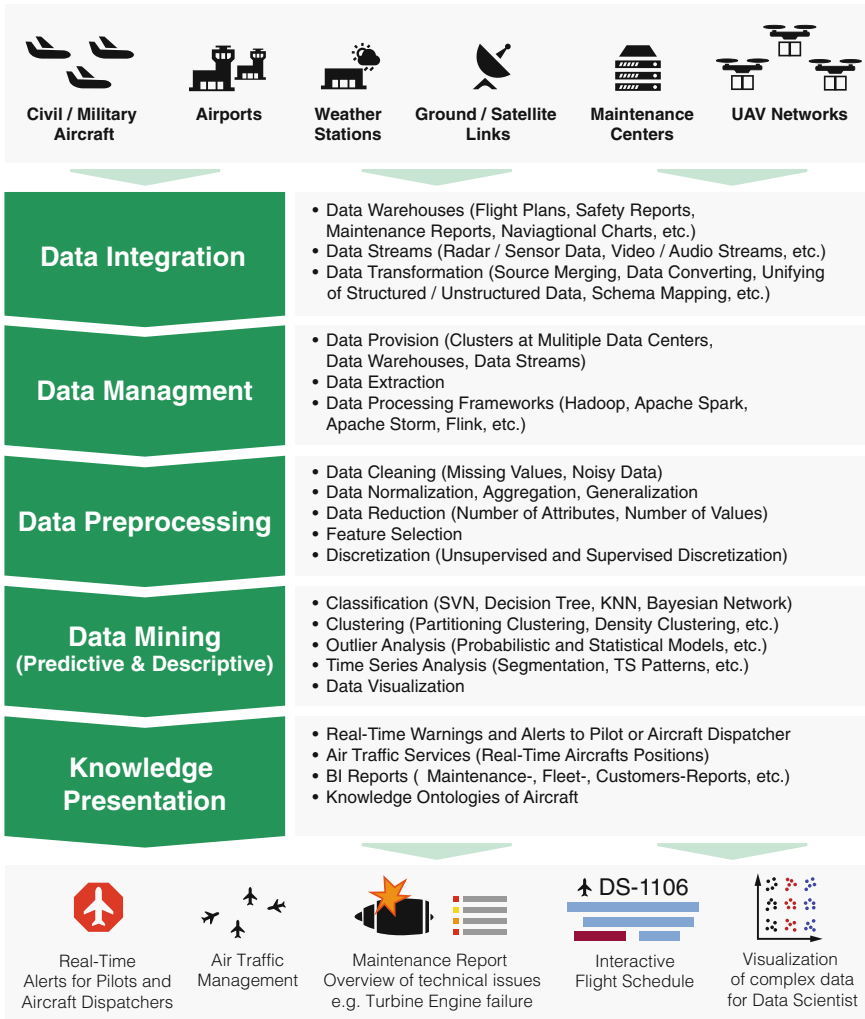 Civil / Military
Aircraft
Airports
Weather
Stations
Ground / Satellite
Links
Maintenance
Centers
UAV Networks
Data Integration
• Data Warehouses (Flight Plans, Safety Reports,
Maintenance Reports, Naviagtional Charts, etc.)
• Data Streams (Radar / Sensor Data, Video / Audio Streams, etc.)
• Data Transformation (Source Merging, Data Converting, Unifying
of Structured / Unstructured Data, Schema Mapping, etc.)
Data Managment
• Data Provision (Clusters at Mulitiple Data Centers,
Data Warehouses, Data Streams)
• Data Extraction
• Data Processing Frameworks (Hadoop, Apache Spark,
Apache Storm, Flink, etc.)
Data Preprocessing
• Data Cleaning (Missing Values, Noisy Data)
• Data Normalization, Aggregation, Generalization
• Data Reduction (Number of Attributes, Number of Values)
• Feature Selection
• Discretization (Unsupervised and Supervised Discretization)
Data Mining
(Predictive & Descriptive)
• Classification (SVN, Decision Tree, KNN, Bayesian Network)
• Clustering (Partitioning Clustering, Density Clustering, etc.)
• Outlier Analysis (Probabilistic and Statistical Models, etc.)
• Time Series Analysis (Segmentation, TS Patterns, etc.)
• Data Visualization
Knowledge
Presentation
• Real-Time Warnings and Alerts to Pilot or Aircraft Dispatcher
• Air Traffic Services (Real-Time Aircrafts Positions)
• BI Reports ( Maintenance-, Fleet-, Customers-Reports, etc.)
• Knowledge Ontologies of Aircraft
Real-Time
Alerts for Pilots and
Aircraft Dispatchers
Air Traffic
Management
Maintenance Report
Overview of technical issues
e.g. Turbine Engine failure
DS-1106
Interactive
Flight Schedule
Visualization
of complex data
for Data Scientist